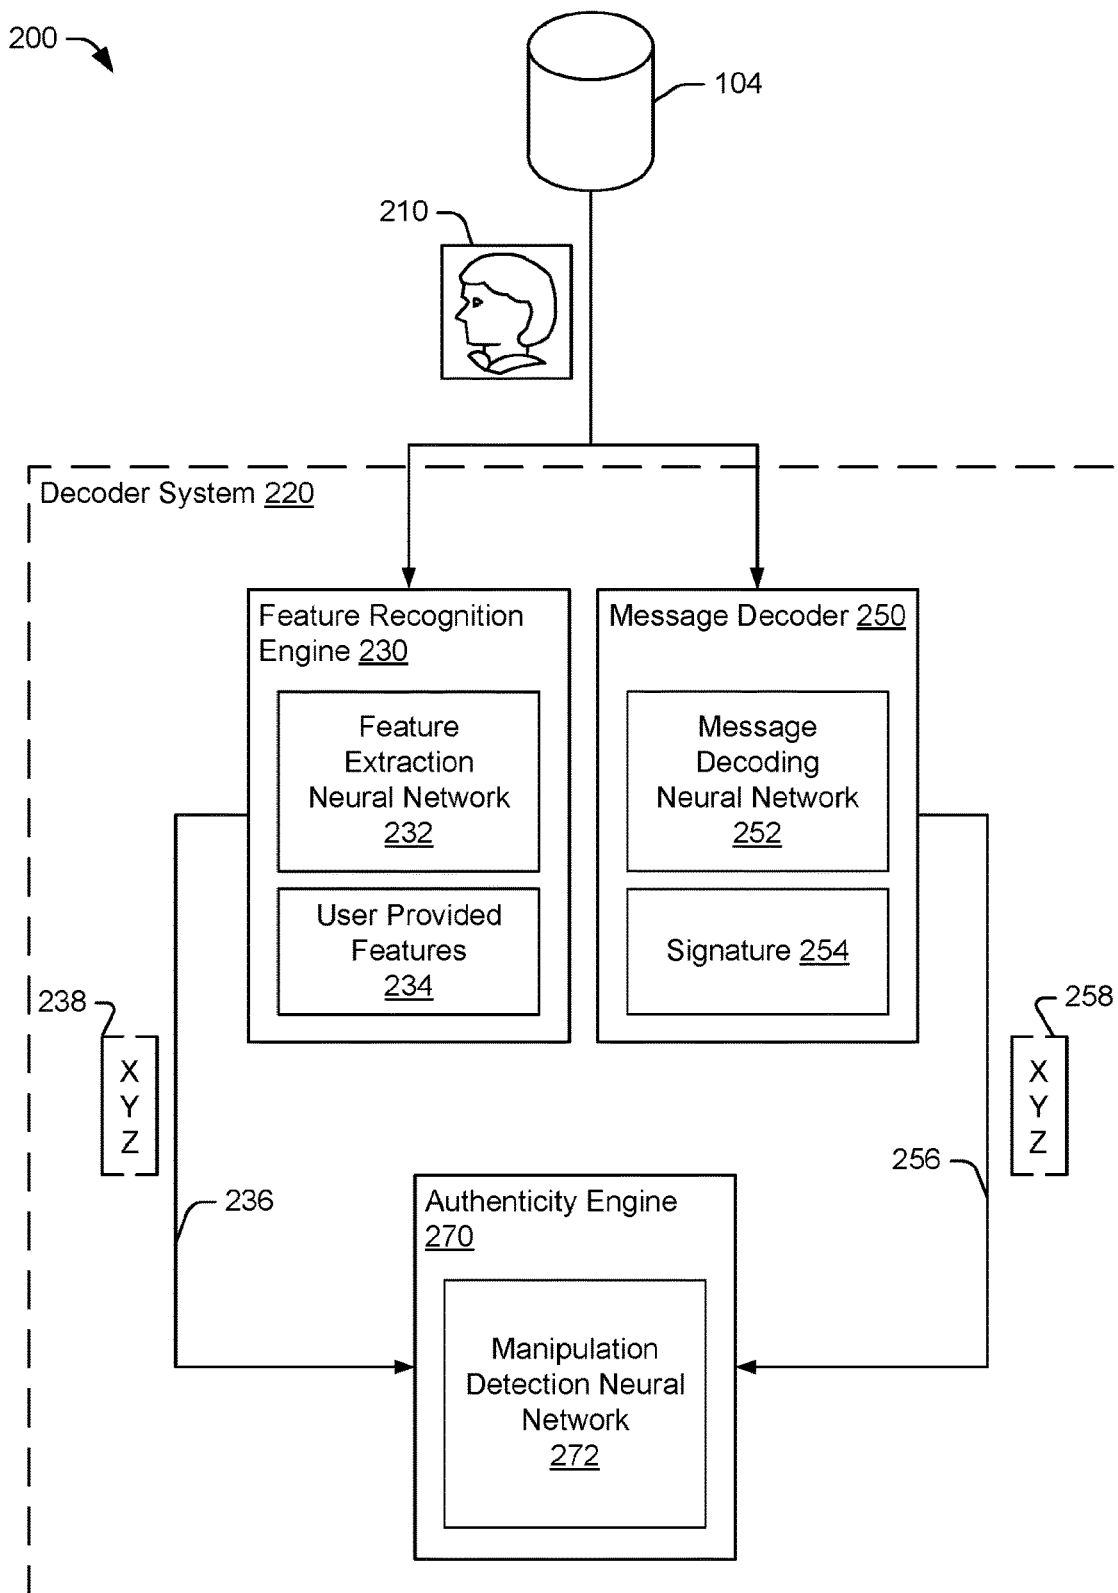 200
104
210
Decoder System 220
Feature Recognition
Engine 230
Feature
Extraction
Neural Network
232
User Provided
Features
234
Message Decoder 250
Message
Decoding
Neural Network
252
Signature 254
238
X
Y
Z
236
258
X
Y
Z
256
Authenticity Engine
270
Manipulation
Detection Neural
Network
272